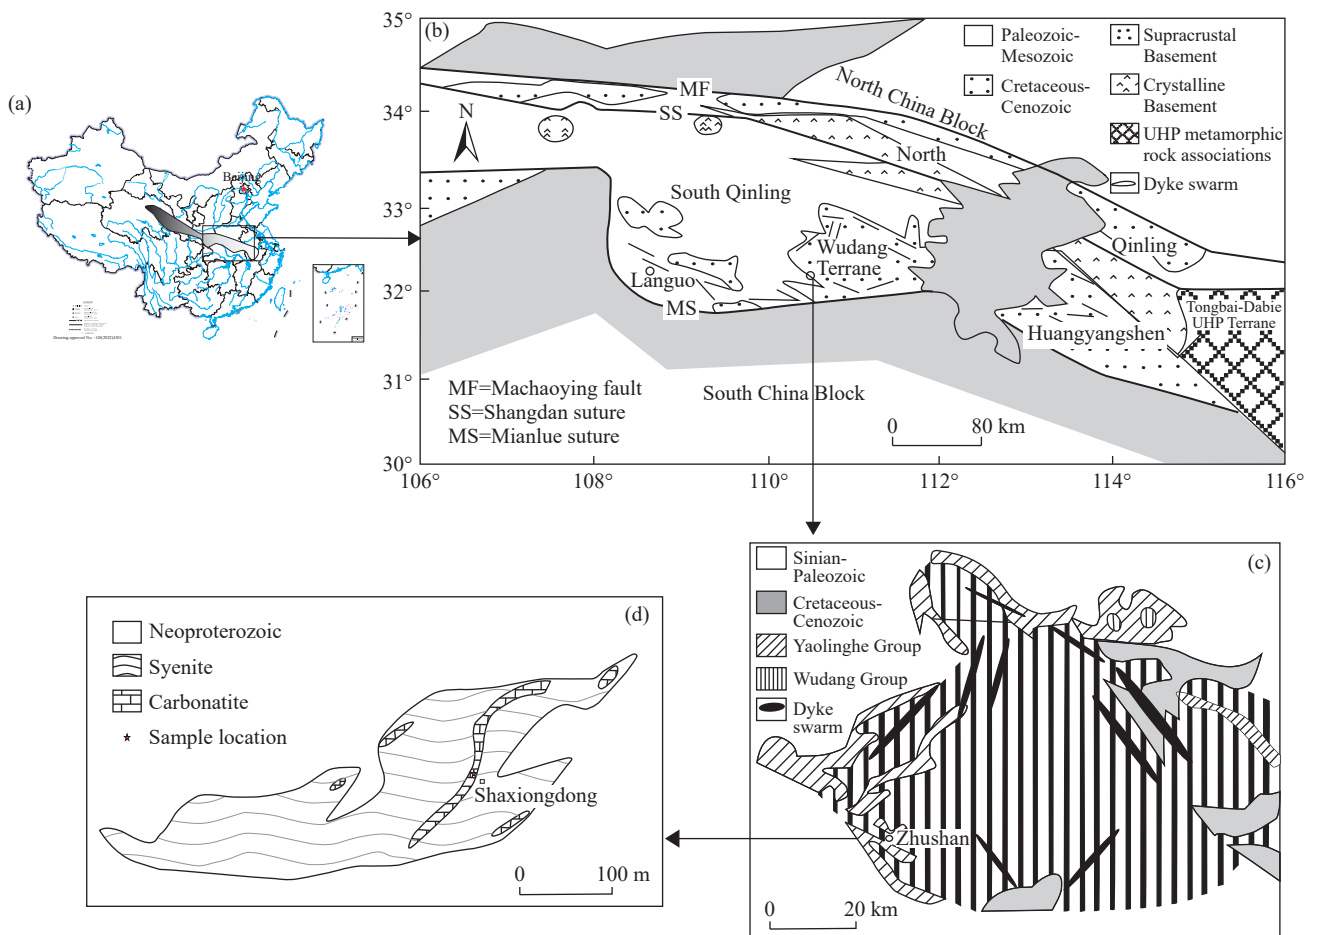 (a)
Beijing
(b)
35°
34°
33°
32°
31°
30°
106°
108°
110°
112°
114°
116°
N
MF
SS
North China Block
North
South Qinling
Wudang
Terrane
Languo
MS
Qinling
Huangyangshen
Tongbai-Dabie
UHP Terrane
South China Block
MF=Machaoying fault
SS=Shangdan suture
MS=Mianlue suture
0
80 km
Paleozoic-
Mesozoic
Cretaceous-
Cenozoic
Supracrustal
Basement
Crystalline
Basement
UHP metamorphic
rock associations
Dyke swarm
(c)
Sinian-
Paleozoic
Cretaceous-
Cenozoic
Yaolinghe Group
Wudang Group
Dyke
swarm
Zhushan
0
20 km
(d)
Neoproterozoic
Syenite
Carbonatite
Sample location
Shaxiongdong
0
100 m